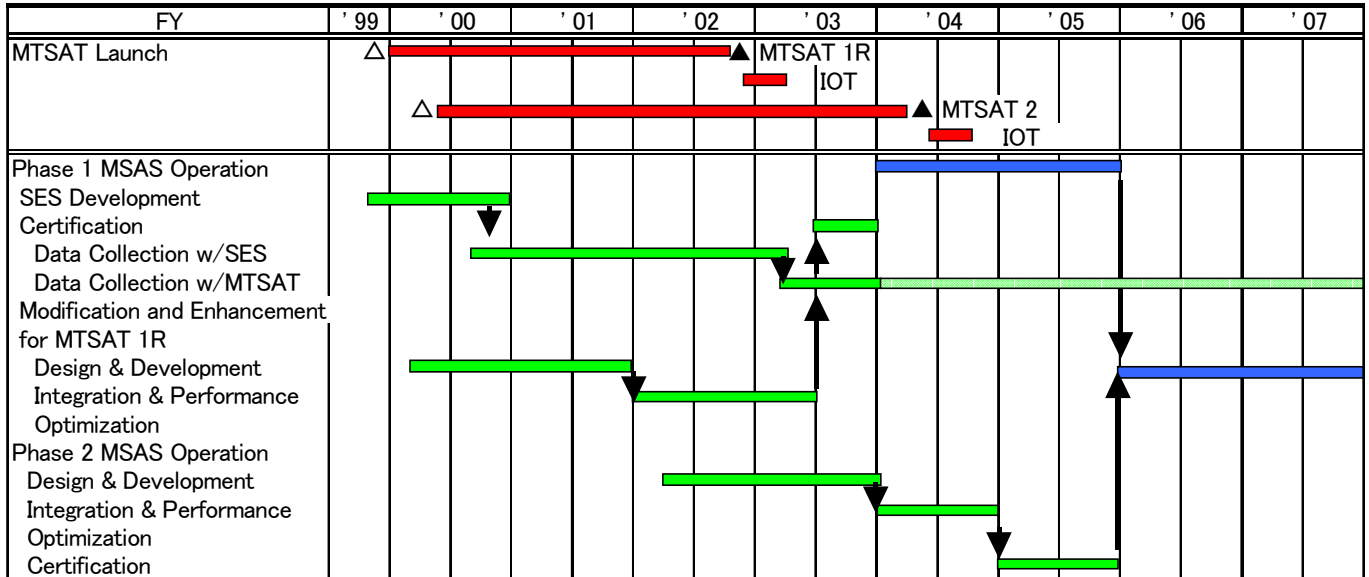 FY '99 '00 '01 '02 '03 '04 '05 '06 '07
MTSAT Launch
MTSAT 1R
IOT
MTSAT 2
IOT
Phase 1 MSAS Operation
SES Development
Certification
Data Collection w/SES
Data Collection w/MTSAT
Modification and Enhancement
for MTSAT 1R
Design & Development
Integration & Performance
Optimization
Phase 2 MSAS Operation
Design & Development
Integration & Performance
Optimization
Certification